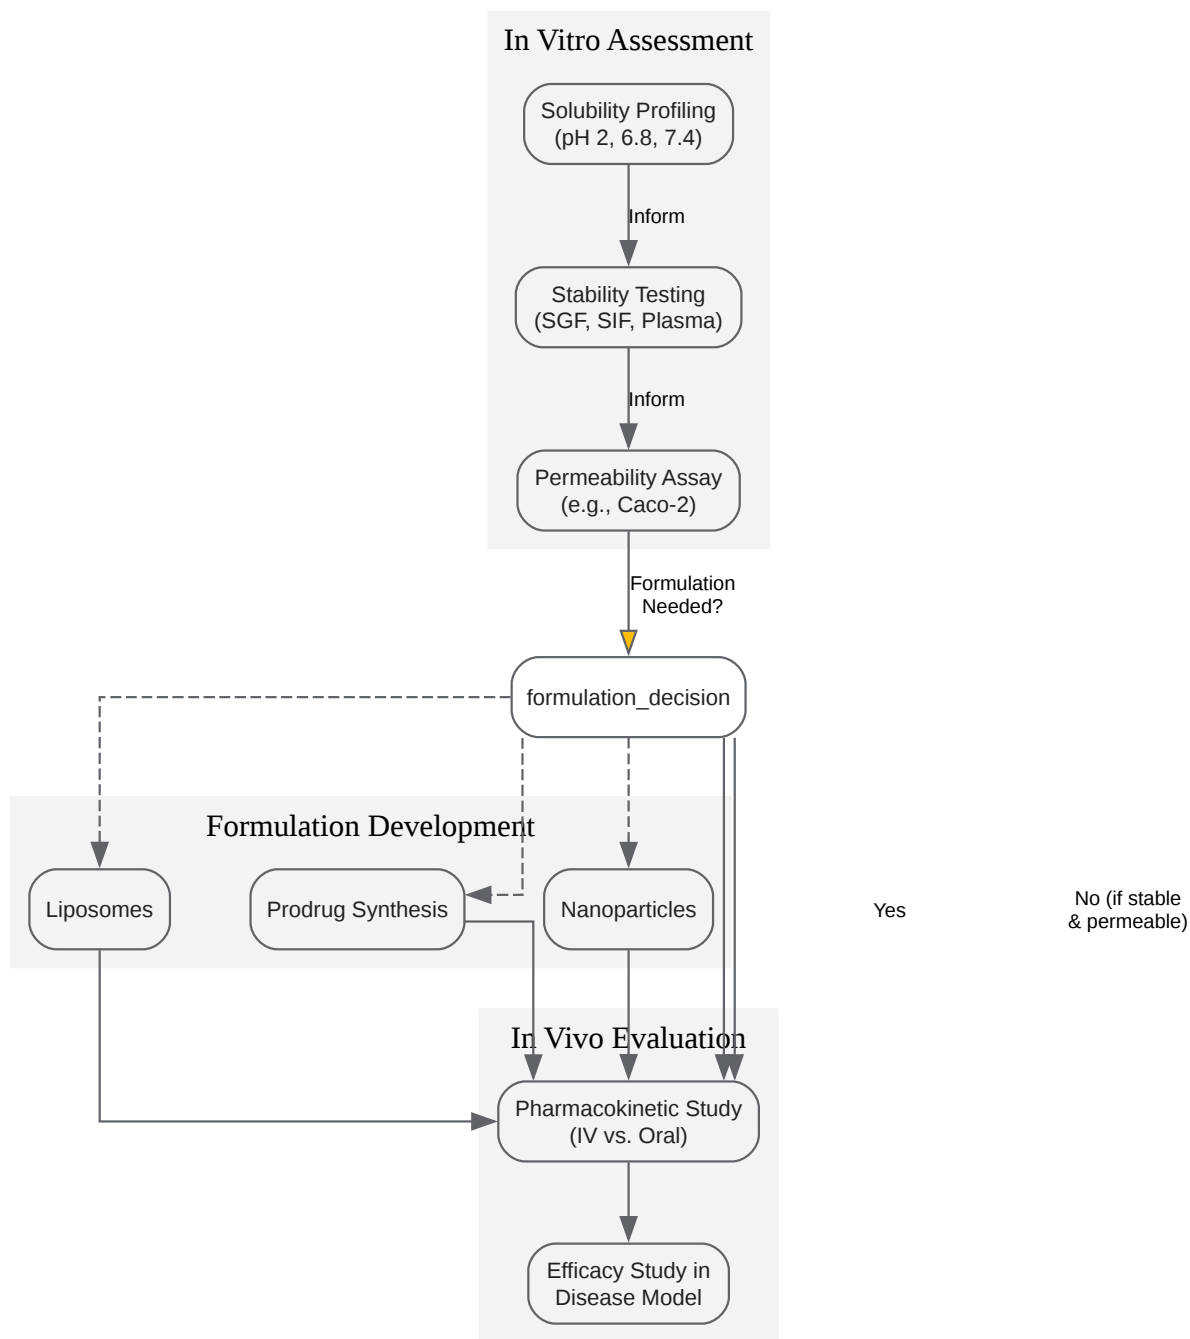 In Vitro Assessment
Solubility Profiling
(pH 2, 6.8, 7.4)
Inform
Stability Testing
(SGF, SIF, Plasma)
Inform
Permeability Assay
(e.g., Caco-2)
Formulation
Needed?
formulation_decision
Formulation Development
Liposomes
Prodrug Synthesis
Nanoparticles
Yes
No (if stable
& permeable)
In Vivo Evaluation
Pharmacokinetic Study
(IV vs. Oral)
Efficacy Study in
Disease Model